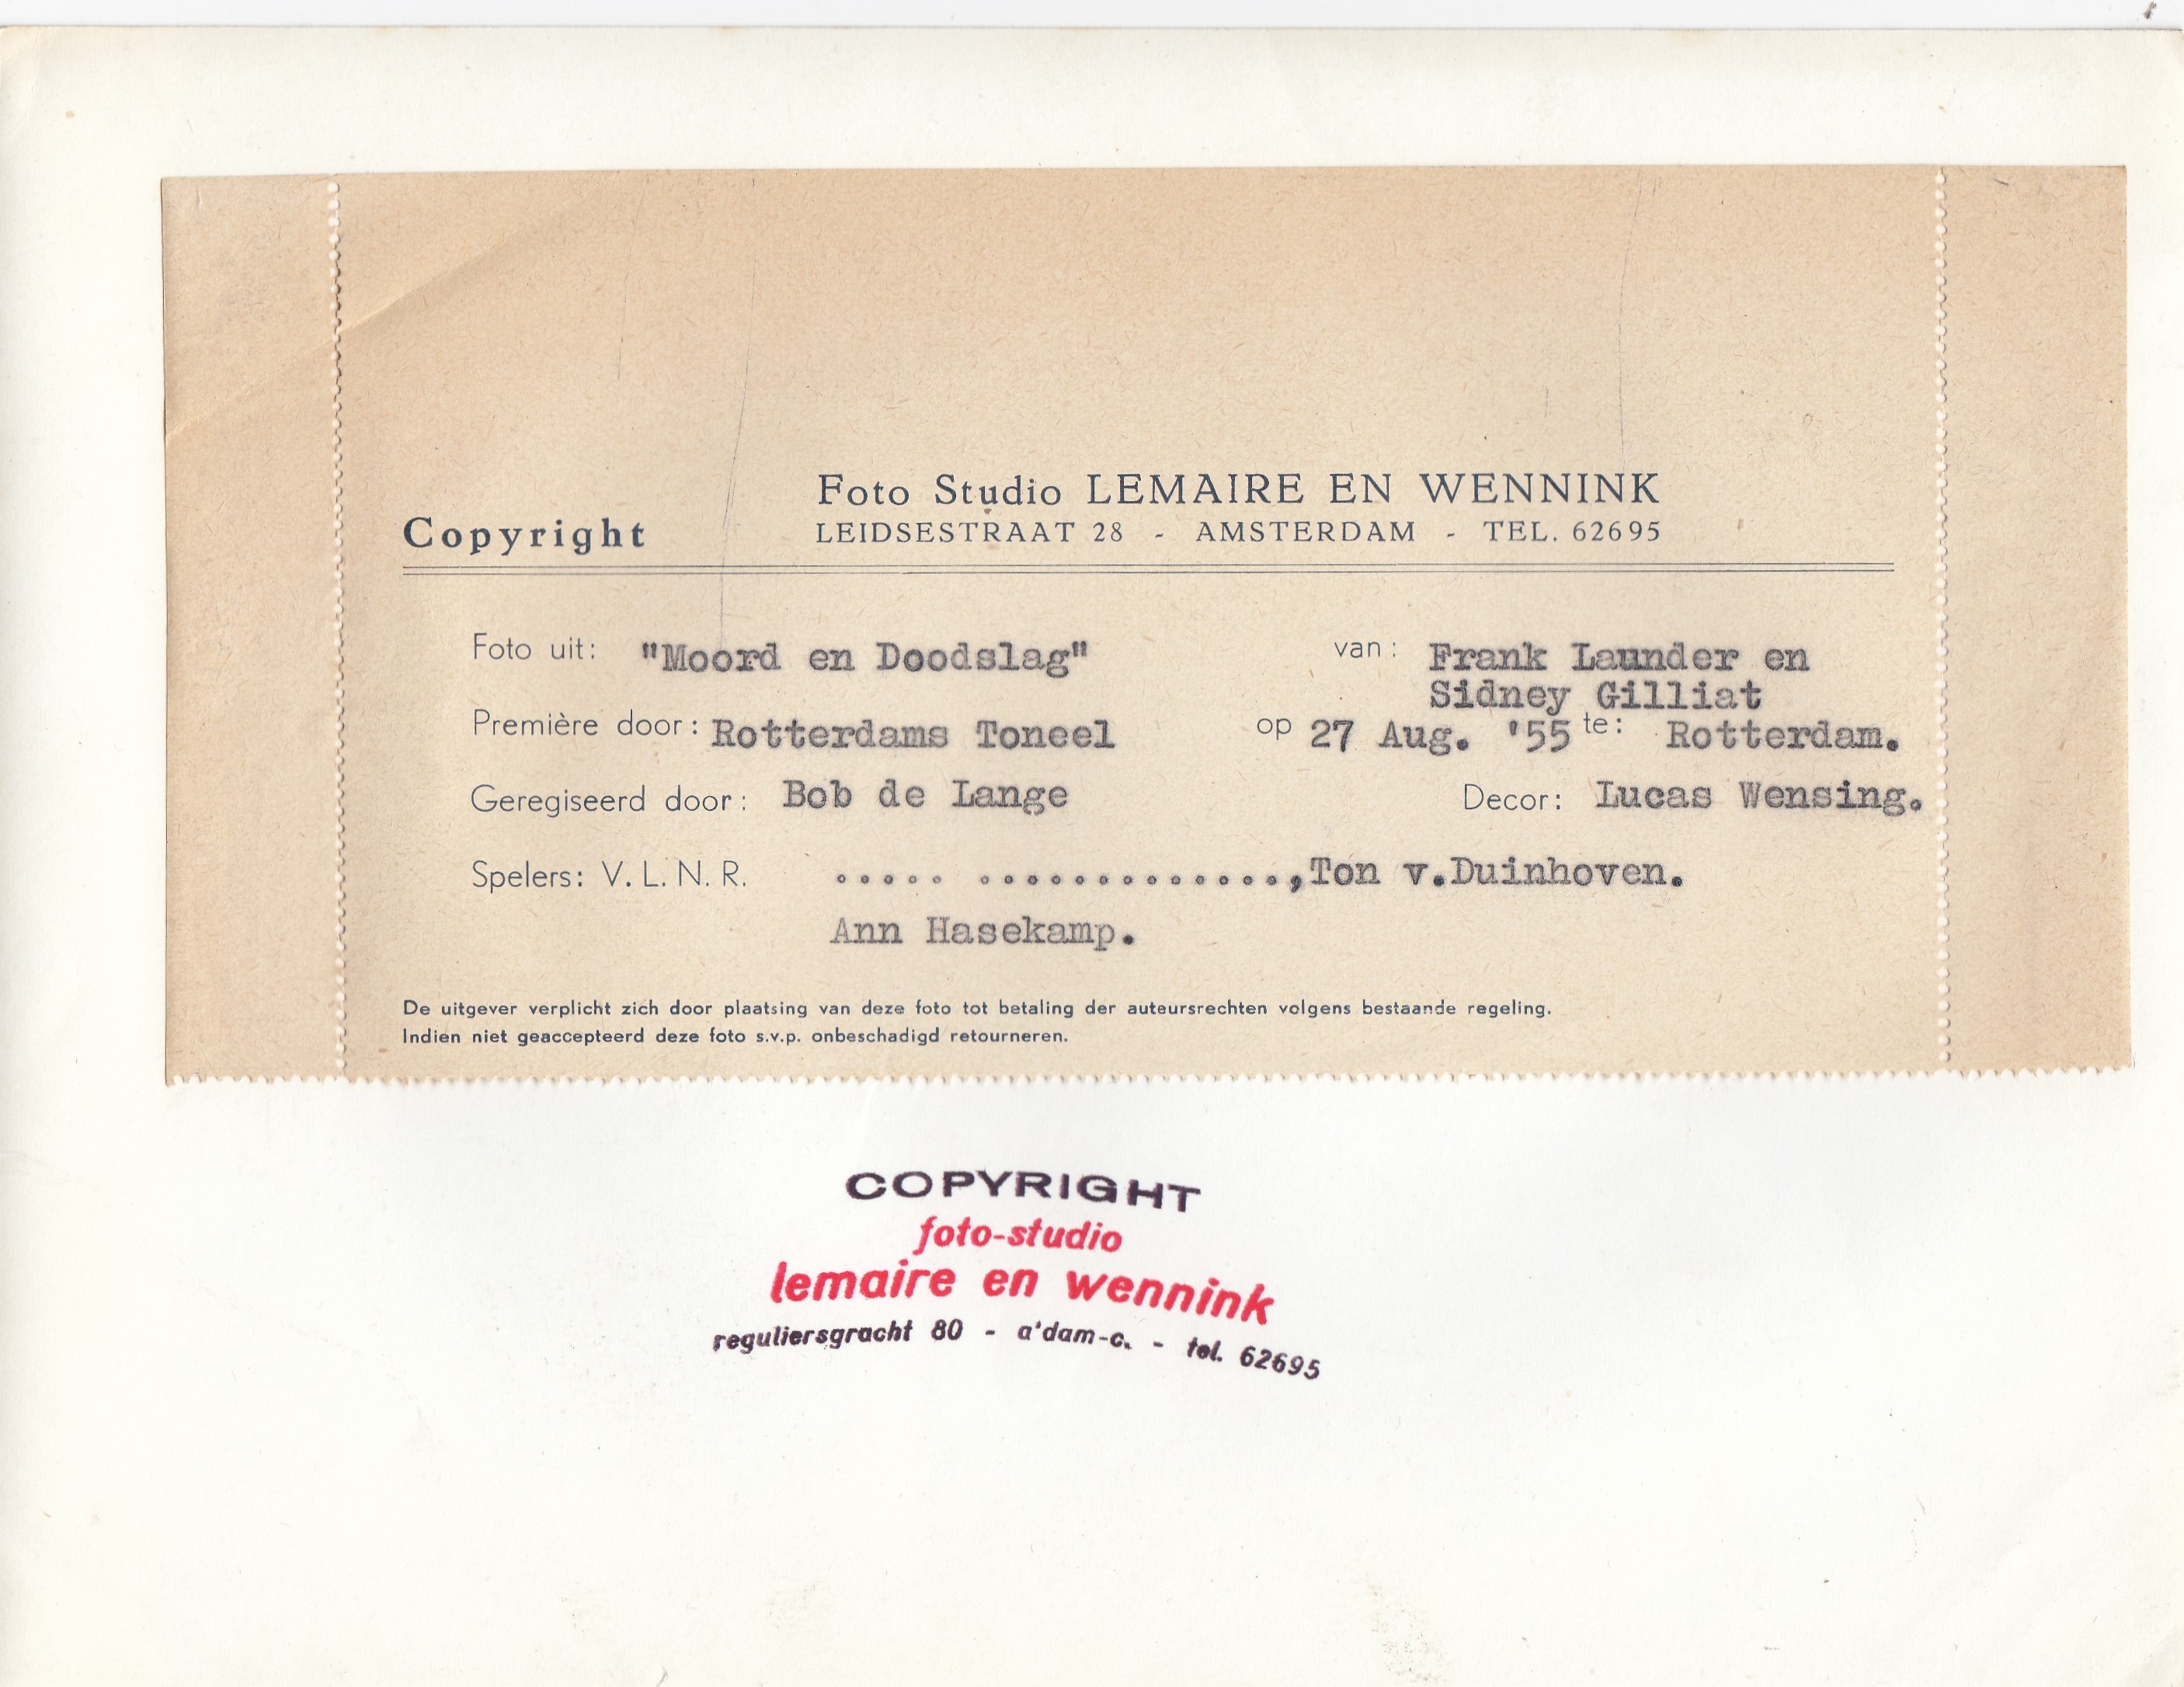 Foto Studio LEMAIRE EN WENNINK
Copyright LEIDSESTRAAT 28 - AMSTERDAM - TEL. 62695
Foto uit: "Moord en Doodslag" van: Frank Launder en
Sidney Gilliat
Première door: Rotterdams Toneel op 27 Aug. '55 te: Rotterdam.
Geregiseerd door: Bob de Lange Decor: Lucas Wensing.
Spelers: V. L. N. R. ..... .............,Ton v.Duinhoven.
Ann Hasekamp.
De uitgever verplicht zich door plaatsing van deze foto tot betaling der auteursrechten volgens bestaande regeling.
Indien niet geaccepteerd deze foto s.v.p. onbeschadigd retourneren.
COPYRIGHT
foto-studio
lemaire en wennink
reguliersgracht 80 - a'dam-c. - tel. 62695